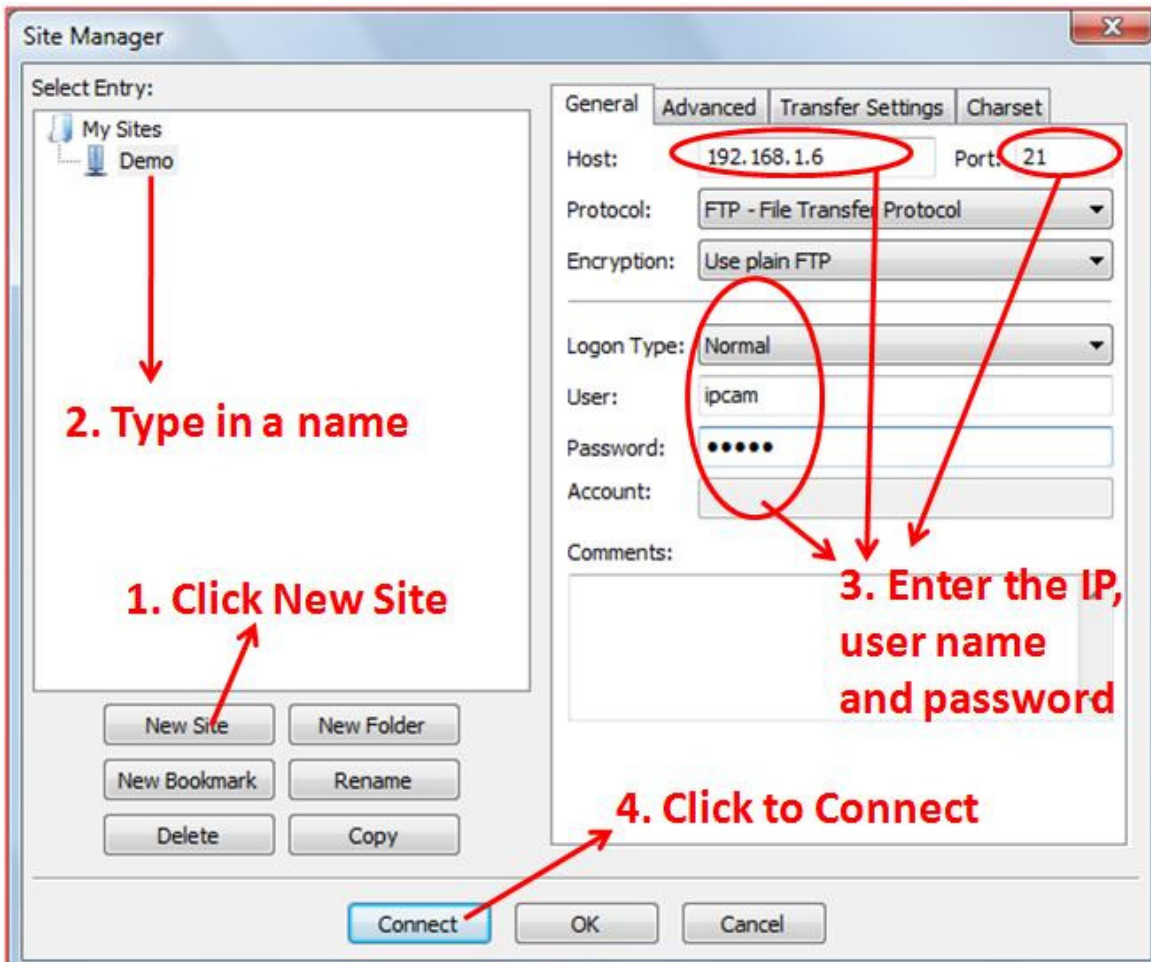 Site Manager
Select Entry:
My Sites
Demo
2. Type in a name
1. Click New Site
New Site
New Folder
New Bookmark
Rename
Delete
Copy
General
Advanced
Transfer Settings
Charset
Host:
192.168.1.6
Port:
21
Protocol:
FTP - File Transfer Protocol
Encryption:
Use plain FTP
Logon Type:
Normal
User:
ipcam
Password:
•••••
Account:
Comments:
3. Enter the IP,
user name
and password
4. Click to Connect
Connect
OK
Cancel